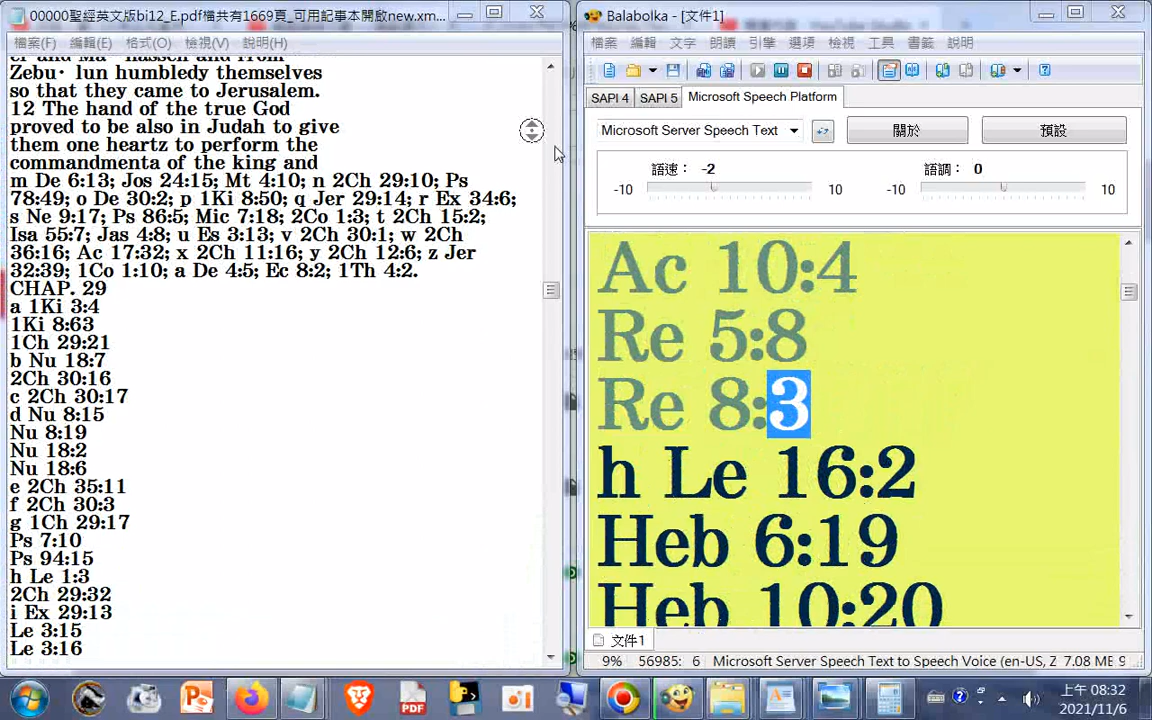 00000聖經英文版bi12_E.pdf檔共有1669頁_可用記事本開啟new.xm...
檔案(F) 編輯(E) 格式(O) 檢視(V) 說明(H)
Zebu· lun humbledy themselves
so that they came to Jerusalem.
12 The hand of the true God
proved to be also in Judah to give
them one heartz to perform the
commandmenta of the king and
m De 6:13; Jos 24:15; Mt 4:10; n 2Ch 29:10; Ps
78:49; o De 30:2; p 1Ki 8:50; q Jer 29:14; r Ex 34:6;
s Ne 9:17; Ps 86:5; Mic 7:18; 2Co 1:3; t 2Ch 15:2;
Isa 55:7; Jas 4:8; u Es 3:13; v 2Ch 30:1; w 2Ch
36:16; Ac 17:32; x 2Ch 11:16; y 2Ch 12:6; z Jer
32:39; 1Co 1:10; a De 4:5; Ec 8:2; 1Th 4:2.
CHAP. 29
a 1Ki 3:4
1Ki 8:63
1Ch 29:21
b Nu 18:7
2Ch 30:16
c 2Ch 30:17
d Nu 8:15
Nu 8:19
Nu 18:2
Nu 18:6
e 2Ch 35:11
f 2Ch 30:3
g 1Ch 29:17
Ps 7:10
Ps 94:15
h Le 1:3
2Ch 29:32
i Ex 29:13
Le 3:15
Le 3:16
Balabolka - [文件1]
檔案 編輯 文字 朗讀 引擎 選項 檢視 工具 書籤 說明
SAPI 4 SAPI 5 Microsoft Speech Platform
Microsoft Server Speech Text 關於 預設
語速： -2 語調： 0
-10 10 -10 10
Ac 10:4
Re 5:8
Re 8:3
h Le 16:2
Heb 6:19
Heb 10:20
文件1
9% 56985: 6 Microsoft Server Speech Text to Speech Voice (en-US, Z 7.08 MB 9
上午 08:32
2021/11/6